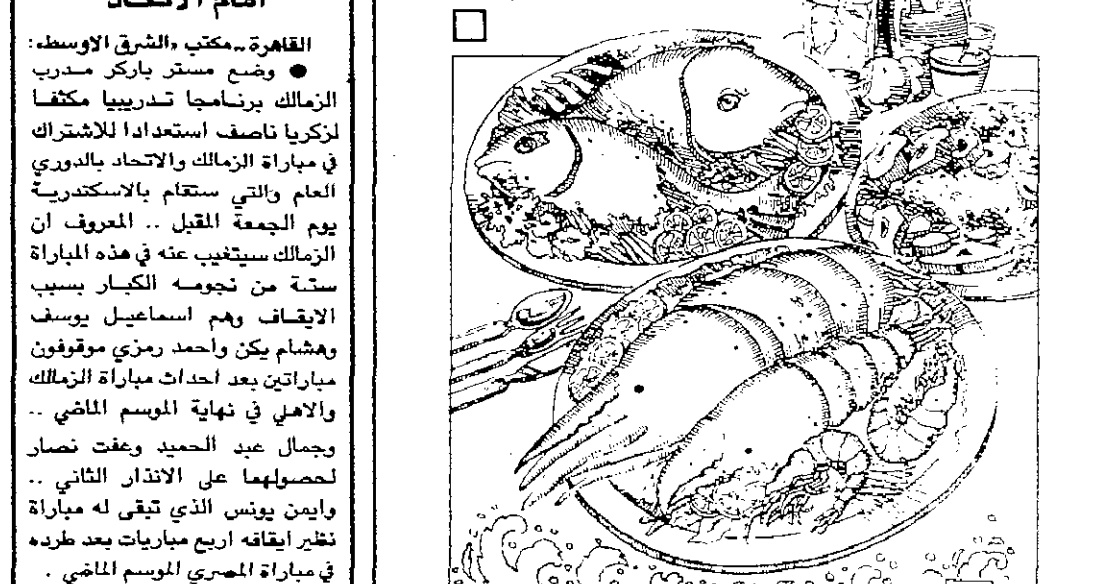 امام الاتحاد
القاهرة ـ مكتب «الشرق الاوسط»:
● وضع مستر باركر مدرب
الزمالك برنامجا تدريبيا مكثفا
لزكريا ناصف استعدادا للاشتراك
في مباراة الزمالك والاتحاد بالدوري
العام والتي ستقام بالاسكندرية
يوم الجمعة المقبل .. المعروف ان
الزمالك سيتغيب عنه في هذه المباراة
ستة من نجومه الكبار بسبب
الايقاف وهم اسماعيل يوسف
وهشام يكن واحمد رمزي موقوفون
مباراتين بعد احداث مباراة الزمالك
والاهلي في نهاية الموسم الماضي ..
وجمال عبد الحميد وعفت نصار
لحصولهما على الانذار الثاني ..
وايمن يونس الذي تبقى له مباراة
نظير ايقافه اربع مباريات بعد طرده
في مباراة المصري الموسم الماضي .